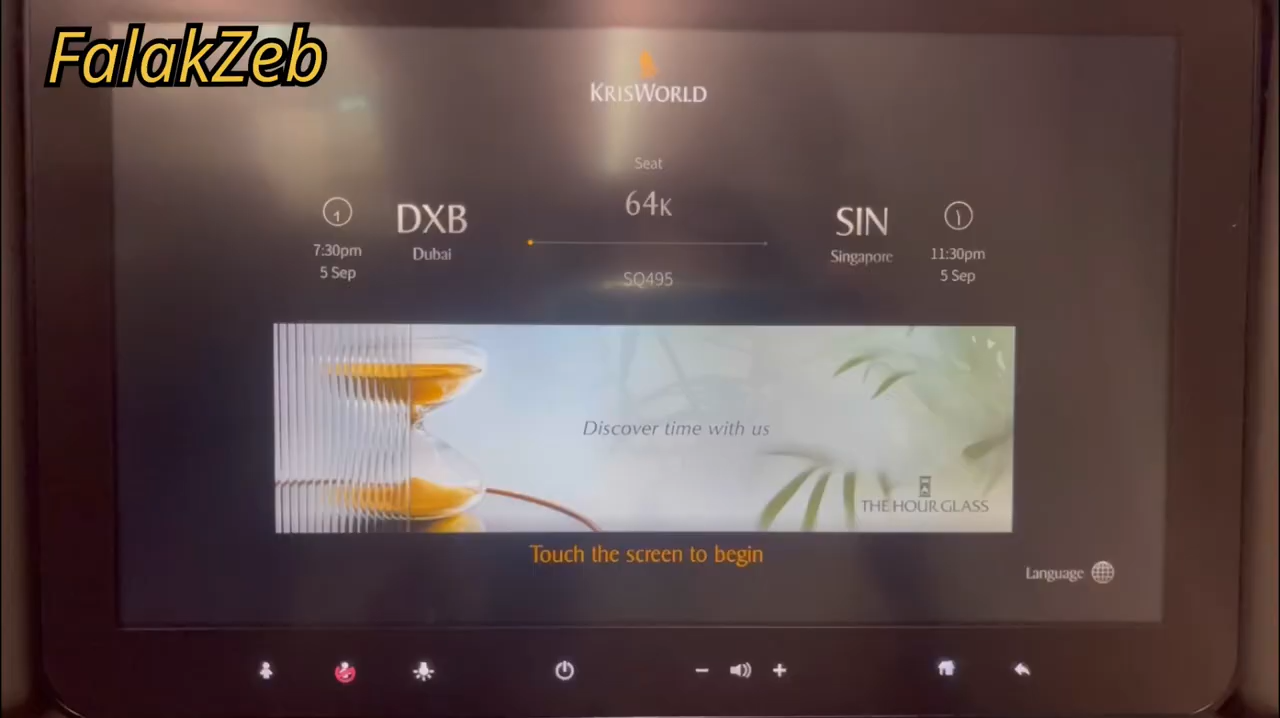 FalakZeb
KRISWORLD
Seat
64K
DXB
Dubai
7:30pm
5 Sep
SIN
Singapore
11:30pm
5 Sep
SQ495
Discover time with us
THE HOUR GLASS
Touch the screen to begin
Language